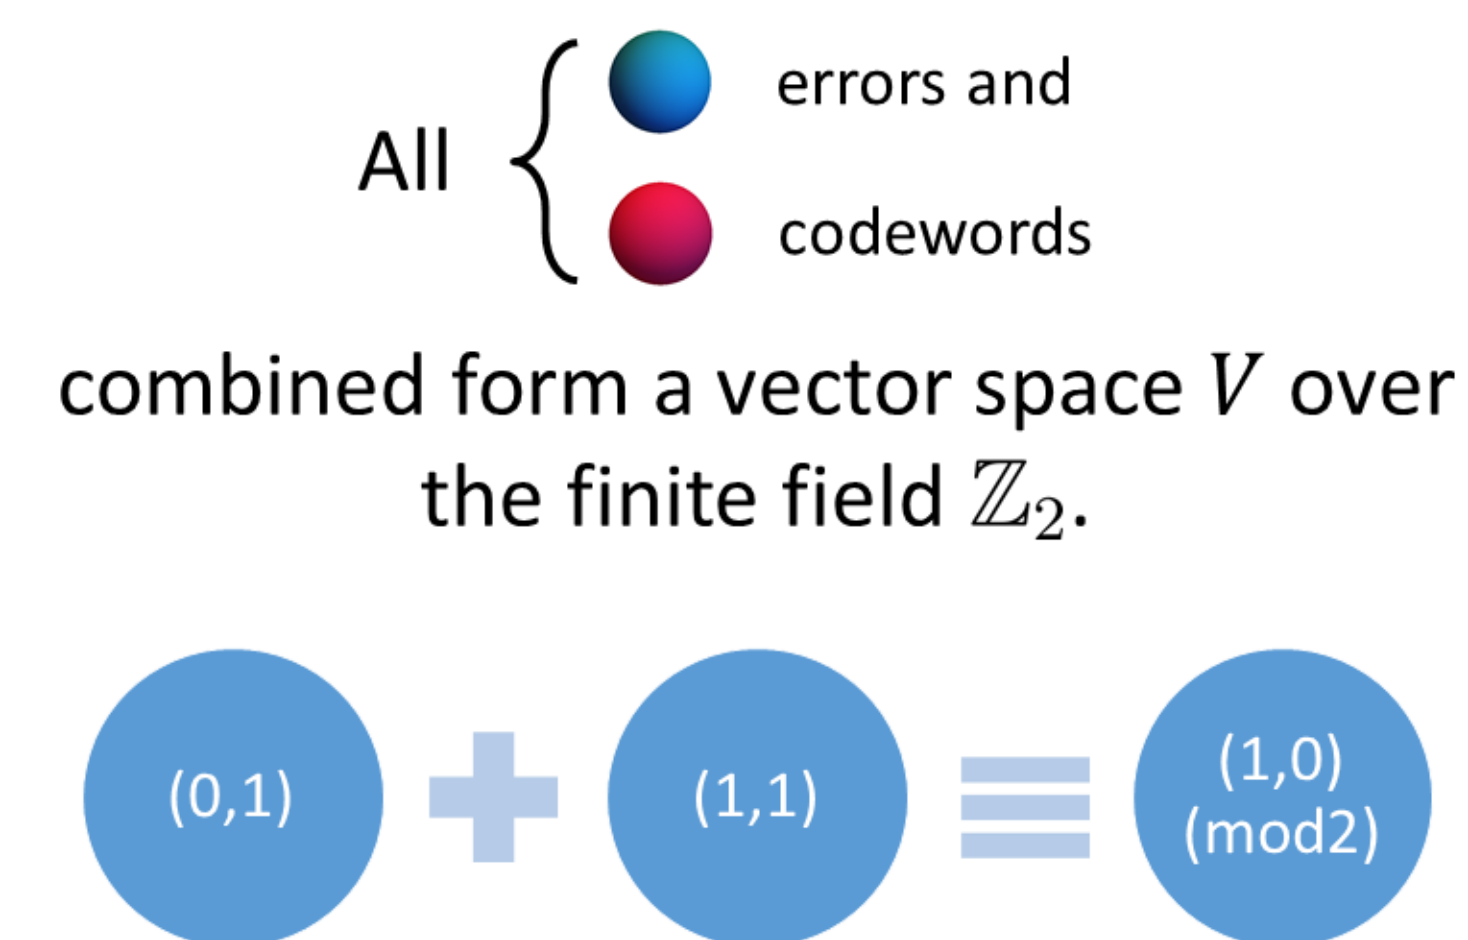 All
errors and
codewords
combined form a vector space V over
the finite field ℤ₂.
(0,1)
(1,1)
(1,0)
(mod2)